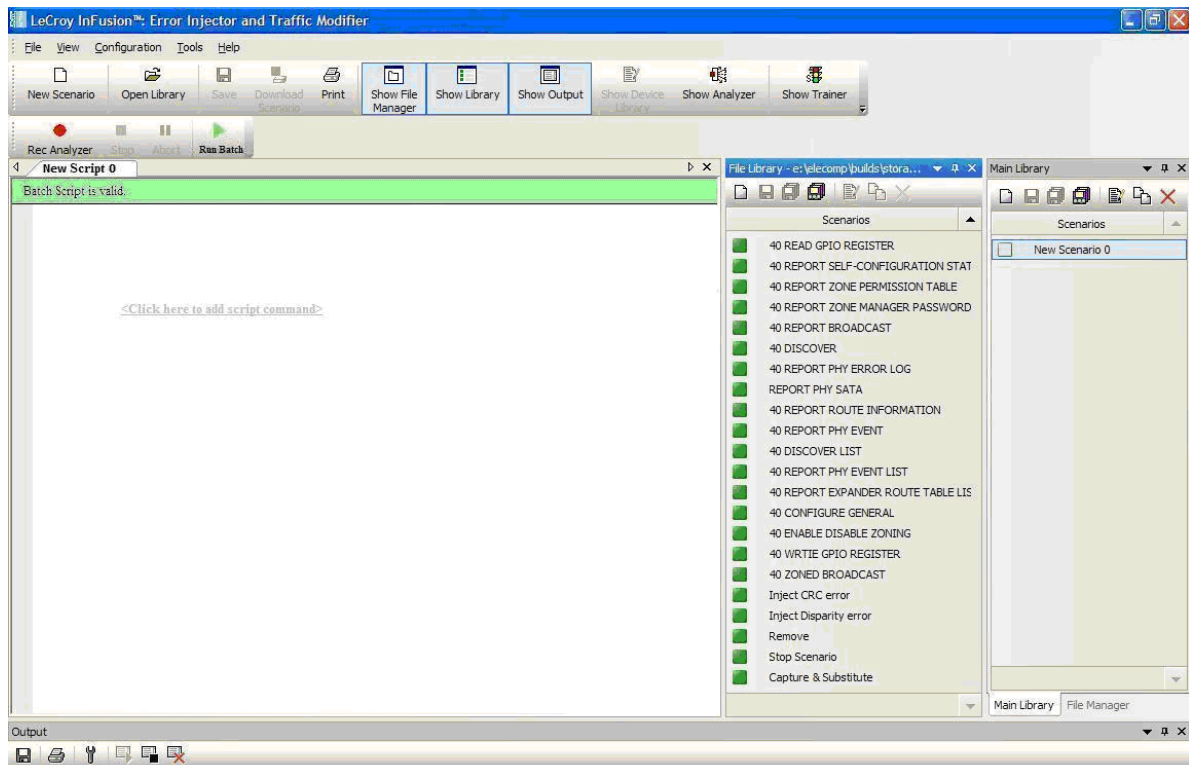 LeCroy InFusion™: Error Injector and Traffic Modifier
File View Configuration Tools Help
New Scenario Open Library Save Download Scenario Print Show File Manager Show Library Show Output Show Device Library Show Analyzer Show Trainer
Rec Analyzer Stop Abort Run Batch
New Script 0
Batch Script is valid.
<Click here to add script command>
File Library - e:\elecomp\builds\stora...
Scenarios
40 READ GPIO REGISTER
40 REPORT SELF-CONFIGURATION STAT
40 REPORT ZONE PERMISSION TABLE
40 REPORT ZONE MANAGER PASSWORD
40 REPORT BROADCAST
40 DISCOVER
40 REPORT PHY ERROR LOG
REPORT PHY SATA
40 REPORT ROUTE INFORMATION
40 REPORT PHY EVENT
40 DISCOVER LIST
40 REPORT PHY EVENT LIST
40 REPORT EXPANDER ROUTE TABLE LIS
40 CONFIGURE GENERAL
40 ENABLE DISABLE ZONING
40 WRTIE GPIO REGISTER
40 ZONED BROADCAST
Inject CRC error
Inject Disparity error
Remove
Stop Scenario
Capture & Substitute
Main Library
Scenarios
New Scenario 0
Main Library File Manager
Output